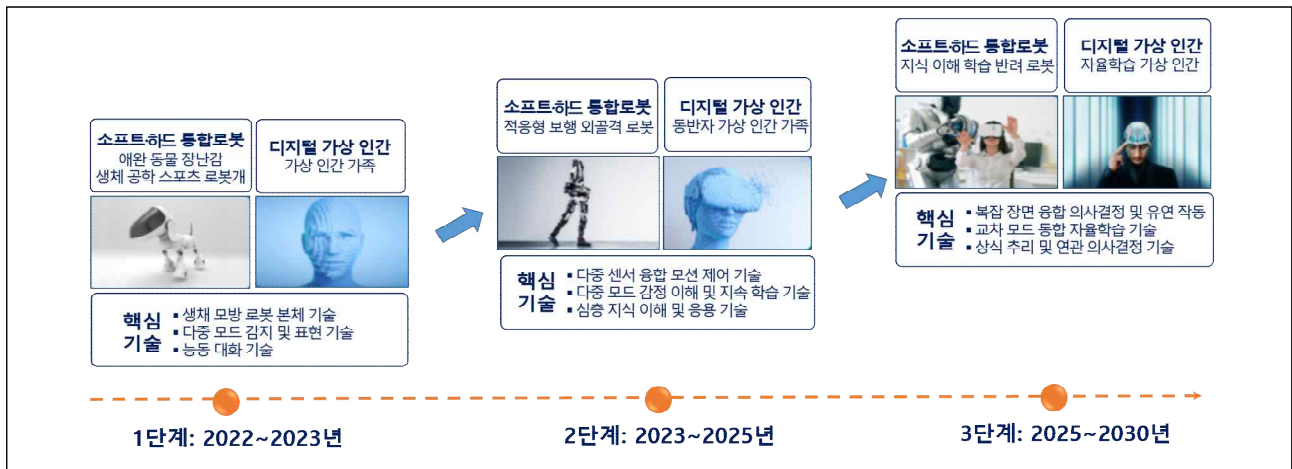 소프트·하드 통합로봇
애완 동물 장난감
생체 공학 스포츠 로봇개
디지털 가상 인간
가상 인간 가족
핵심
기술
▪ 생채 모방 로봇 본체 기술
▪ 다중 모드 감지 및 표현 기술
▪ 능동 대화 기술
소프트·하드 통합로봇
적응형 보행 외골격 로봇
디지털 가상 인간
동반자 가상 인간 가족
핵심
기술
▪ 다중 센서 융합 모션 제어 기술
▪ 다중 모드 감정 이해 및 지속 학습 기술
▪ 심층 지식 이해 및 응용 기술
소프트·하드 통합로봇
지식 이해 학습 반려 로봇
디지털 가상 인간
자율학습 가상 인간
핵심
기술
▪ 복잡 장면 융합 의사결정 및 유연 작동
▪ 교차 모드 통합 자율학습 기술
▪ 상식 추리 및 연관 의사결정 기술
1단계: 2022~2023년
2단계: 2023~2025년
3단계: 2025~2030년